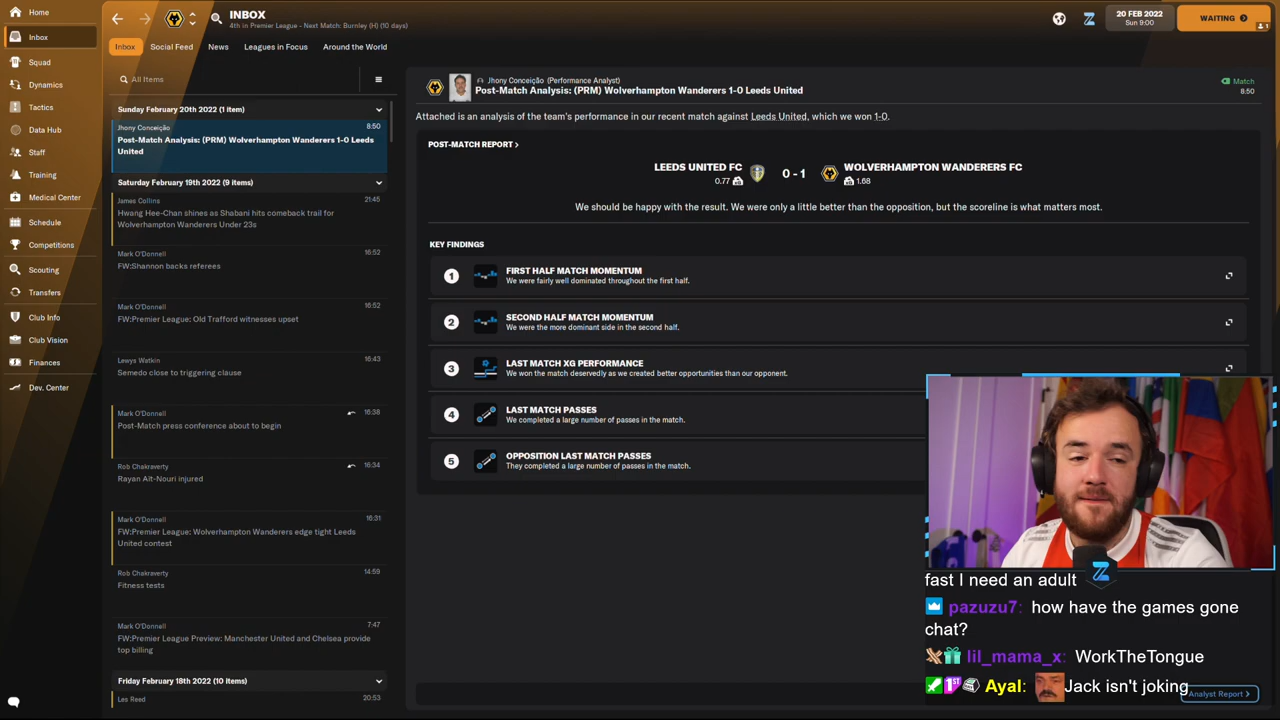 Home
Inbox
Squad
Dynamics
Tactics
Data Hub
Staff
Training
Medical Center
Schedule
Competitions
Scouting
Transfers
Club Info
Club Vision
Finances
Dev. Center
INBOX
4th in Premier League - Next Match: Burnley (H) (10 days)
20 FEB 2022
Sun 9:00
WAITING
1
Inbox
Social Feed
News
Leagues in Focus
Around the World
All Items
Sunday February 20th 2022 (1 item)
Jhony Conceição
8:50
Post-Match Analysis: (PRM) Wolverhampton Wanderers 1-0 Leeds
United
Saturday February 19th 2022 (9 items)
James Collins
21:45
Hwang Hee-Chan shines as Shabani hits comeback trail for
Wolverhampton Wanderers Under 23s
Mark O'Donnell
16:52
FW:Shannon backs referees
Mark O'Donnell
16:52
FW:Premier League: Old Trafford witnesses upset
Lewys Watkin
16:43
Semedo close to triggering clause
Mark O'Donnell
16:38
Post-Match press conference about to begin
Rob Chakraverty
16:34
Rayan Aït-Nouri injured
Mark O'Donnell
16:31
FW:Premier League: Wolverhampton Wanderers edge tight Leeds
United contest
Rob Chakraverty
14:59
Fitness tests
Mark O'Donnell
7:47
FW:Premier League Preview: Manchester United and Chelsea provide
top billing
Friday February 18th 2022 (10 items)
Les Reed
20:53
Jhony Conceição (Performance Analyst)
Post-Match Analysis: (PRM) Wolverhampton Wanderers 1-0 Leeds United
Match
8:50
Attached is an analysis of the team's performance in our recent match against Leeds United, which we won 1-0.
POST-MATCH REPORT
LEEDS UNITED FC
0.77
0 - 1
WOLVERHAMPTON WANDERERS FC
1.68
We should be happy with the result. We were only a little better than the opposition, but the scoreline is what matters most.
KEY FINDINGS
1
FIRST HALF MATCH MOMENTUM
We were fairly well dominated throughout the first half.
2
SECOND HALF MATCH MOMENTUM
We were the more dominant side in the second half.
3
LAST MATCH XG PERFORMANCE
We won the match deservedly as we created better opportunities than our opponent.
4
LAST MATCH PASSES
We completed a large number of passes in the match.
5
OPPOSITION LAST MATCH PASSES
They completed a large number of passes in the match.
fast I need an adult
pazuzu7: how have the games gone
chat?
lil_mama_x: WorkTheTongue
Ayal: Jack isn't joking
Analyst Report